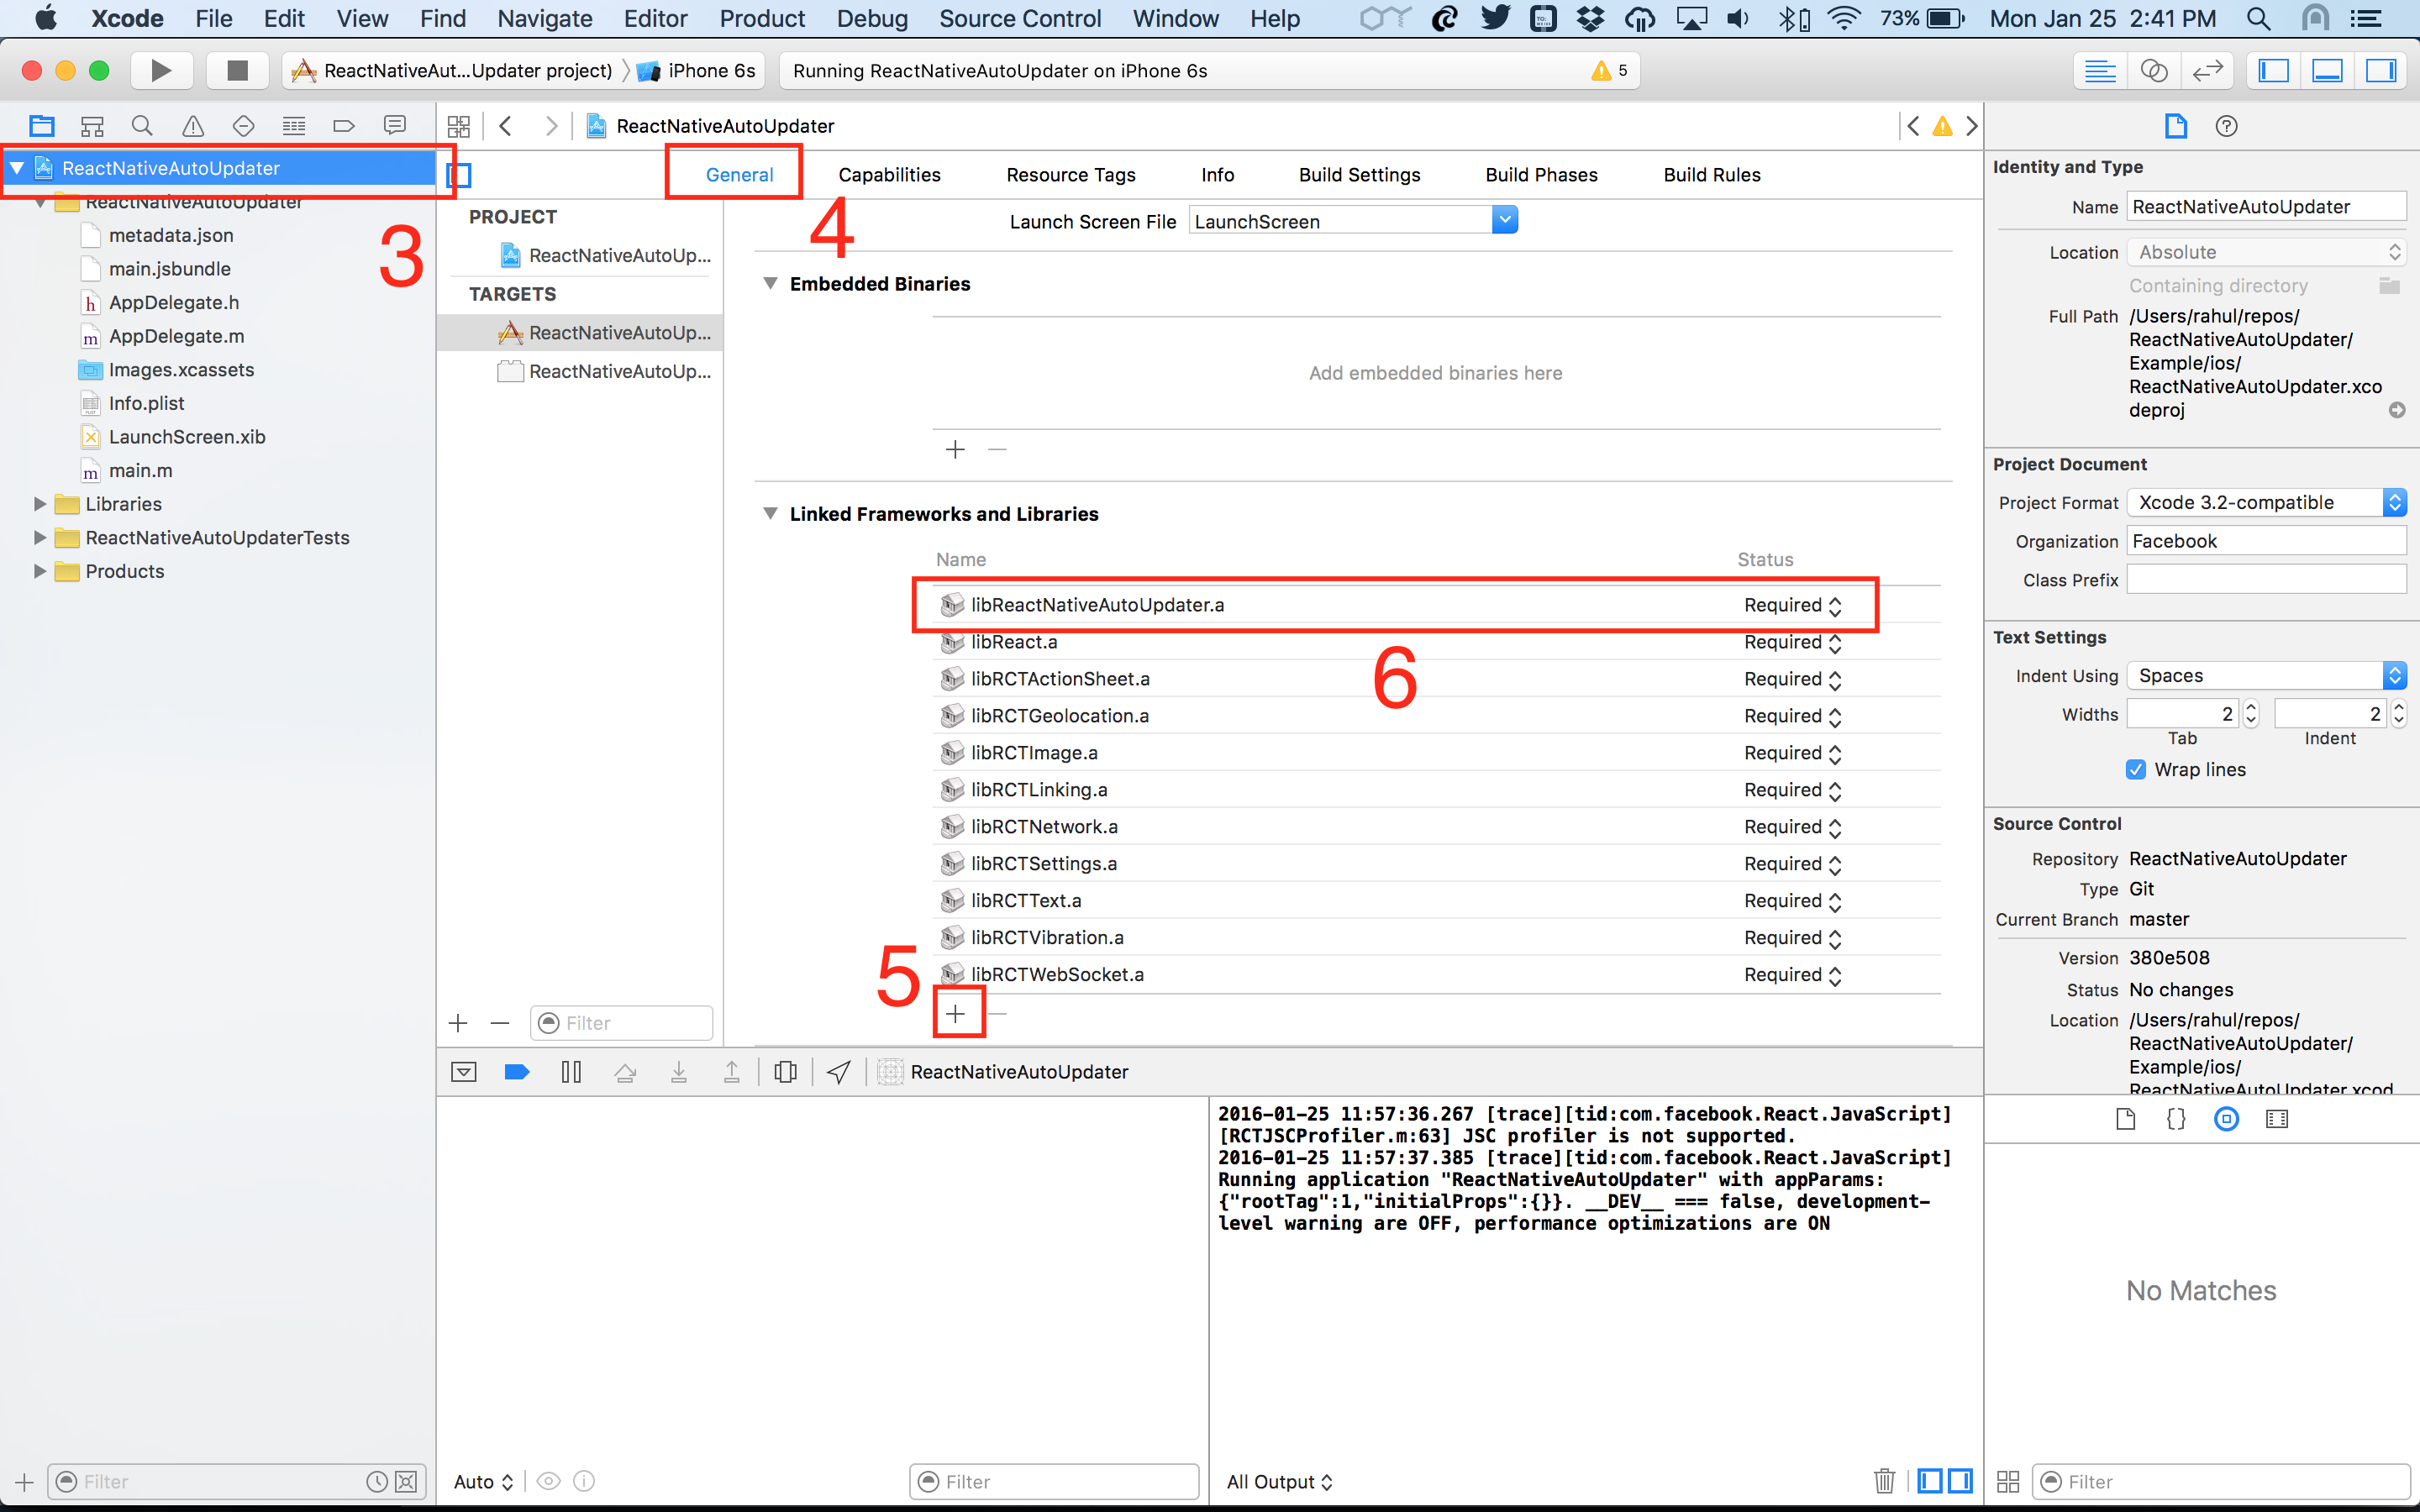 Xcode File Edit View Find Navigate Editor Product Debug Source Control Window Help 73% Mon Jan 25 2:41 PM
ReactNativeAut...Updater project) iPhone 6s Running ReactNativeAutoUpdater on iPhone 6s 5
ReactNativeAutoUpdater
ReactNativeAutoUpdater
ReactNativeAutoUpdater
metadata.json
main.jsbundle
h AppDelegate.h
m AppDelegate.m
Images.xcassets
Info.plist
LaunchScreen.xib
m main.m
Libraries
ReactNativeAutoUpdaterTests
Products
3
General Capabilities Resource Tags Info Build Settings Build Phases Build Rules
4
PROJECT
ReactNativeAutoUp...
TARGETS
ReactNativeAutoUp...
ReactNativeAutoUp...
Filter
Launch Screen File LaunchScreen
Embedded Binaries
Add embedded binaries here
Linked Frameworks and Libraries
Name Status
libReactNativeAutoUpdater.a Required
libReact.a Required
6
libRCTActionSheet.a Required
libRCTGeolocation.a Required
libRCTImage.a Required
libRCTLinking.a Required
libRCTNetwork.a Required
libRCTSettings.a Required
libRCTText.a Required
libRCTVibration.a Required
libRCTWebSocket.a Required
5
ReactNativeAutoUpdater
2016-01-25 11:57:36.267 [trace][tid:com.facebook.React.JavaScript]
[RCTJSCProfiler.m:63] JSC profiler is not supported.
2016-01-25 11:57:37.385 [trace][tid:com.facebook.React.JavaScript]
Running application "ReactNativeAutoUpdater" with appParams:
{"rootTag":1,"initialProps":{}}. __DEV__ === false, development-
level warning are OFF, performance optimizations are ON
Identity and Type
Name ReactNativeAutoUpdater
Location Absolute
Containing directory
Full Path /Users/rahul/repos/
ReactNativeAutoUpdater/
Example/ios/
ReactNativeAutoUpdater.xco
deproj
Project Document
Project Format Xcode 3.2-compatible
Organization Facebook
Class Prefix
Text Settings
Indent Using Spaces
Widths 2 2
Tab Indent
Wrap lines
Source Control
Repository ReactNativeAutoUpdater
Type Git
Current Branch master
Version 380e508
Status No changes
Location /Users/rahul/repos/
ReactNativeAutoUpdater/
Example/ios/
ReactNativeAutoUpdater.xcod
{}
No Matches
Filter Auto Filter All Output Filter